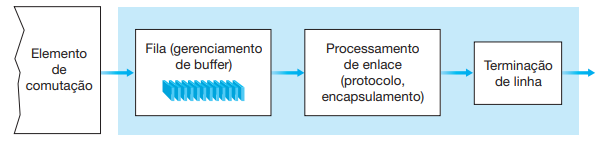 Elemento
de
comutação
Fila (gerenciamento
de buffer)
Processamento
de enlace
(protocolo,
encapsulamento)
Terminação
de linha